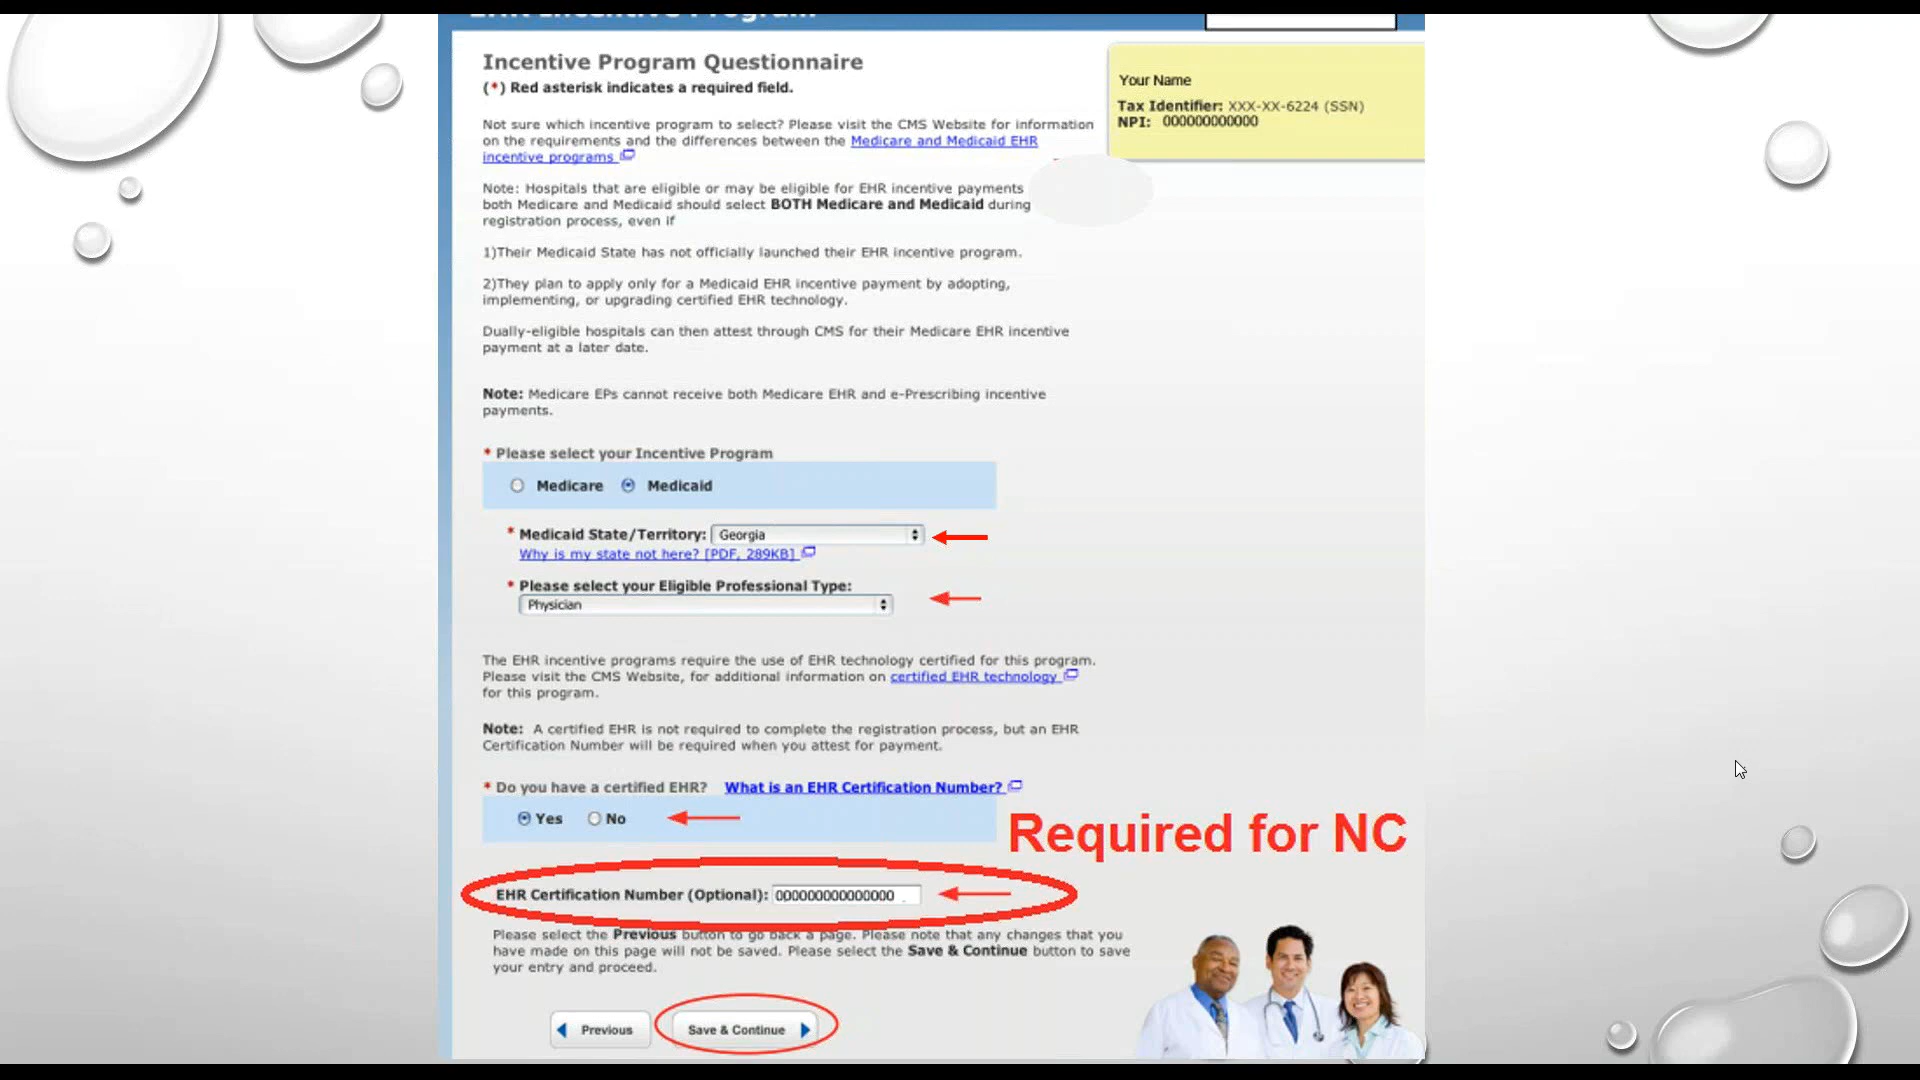 EHR Incentive Program
Incentive Program Questionnaire
(*) Red asterisk indicates a required field.
Your Name
Tax Identifier: XXX-XX-6224 (SSN)
NPI: 000000000000
Not sure which incentive program to select? Please visit the CMS Website for information
on the requirements and the differences between the Medicare and Medicaid EHR
incentive programs
Note: Hospitals that are eligible or may be eligible for EHR incentive payments
both Medicare and Medicaid should select BOTH Medicare and Medicaid during
registration process, even if
1)Their Medicaid State has not officially launched their EHR incentive program.
2)They plan to apply only for a Medicaid EHR incentive payment by adopting,
implementing, or upgrading certified EHR technology.
Dually-eligible hospitals can then attest through CMS for their Medicare EHR incentive
payment at a later date.
Note: Medicare EPs cannot receive both Medicare EHR and e-Prescribing incentive
payments.
* Please select your Incentive Program
Medicare Medicaid
* Medicaid State/Territory: Georgia
Why is my state not here? [PDF, 289KB]
* Please select your Eligible Professional Type:
Physician
The EHR incentive programs require the use of EHR technology certified for this program.
Please visit the CMS Website, for additional information on certified EHR technology
for this program.
Note: A certified EHR is not required to complete the registration process, but an EHR
Certification Number will be required when you attest for payment.
* Do you have a certified EHR? What is an EHR Certification Number?
Yes No
Required for NC
EHR Certification Number (Optional): 000000000000000
Please select the Previous button to go back a page. Please note that any changes that you
have made on this page will not be saved. Please select the Save & Continue button to save
your entry and proceed.
Previous Save & Continue